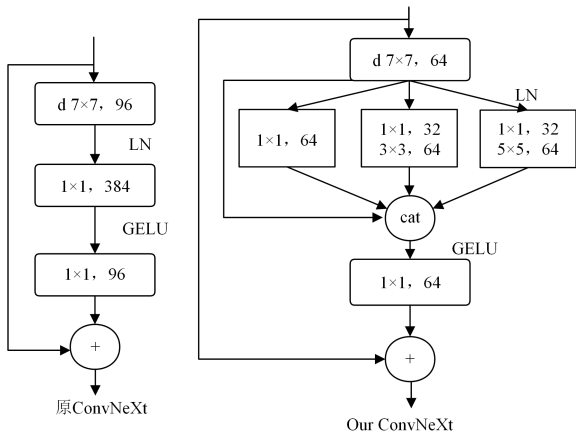 d 7×7，96
LN
1×1，384
GELU
1×1，96
+
原ConvNeXt
d 7×7，64
LN
1×1，64
1×1，32
3×3，64
1×1，32
5×5，64
cat
GELU
1×1，64
+
Our ConvNeXt